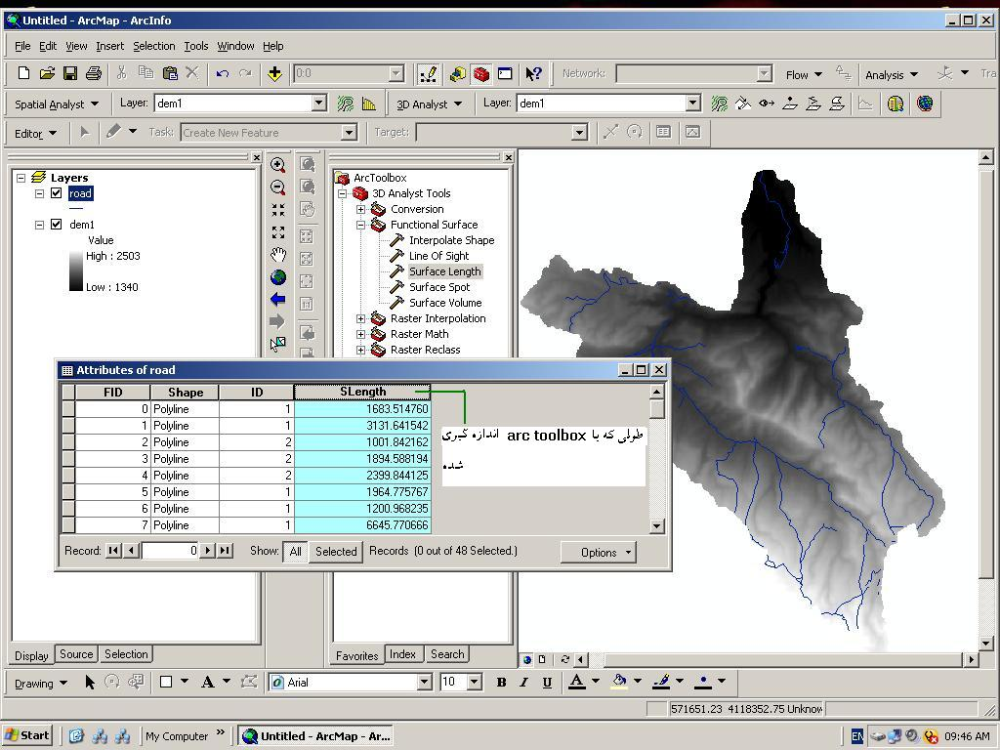 Untitled - ArcMap - ArcInfo
File Edit View Insert Selection Tools Window Help
0:0 Network: Flow Analysis Tra
Spatial Analyst Layer: dem1 3D Analyst Layer: dem1
Editor Task: Create New Feature Target:
Layers
road
dem1
Value
High : 2503
Low : 1340
ArcToolbox
3D Analyst Tools
Conversion
Functional Surface
Interpolate Shape
Line Of Sight
Surface Length
Surface Spot
Surface Volume
Raster Interpolation
Raster Math
Raster Reclass
Attributes of road
FID Shape ID SLength
0 Polyline 1 1683.514760
1 Polyline 1 3131.641542
2 Polyline 2 1001.842162
3 Polyline 2 1894.588194
4 Polyline 2 2399.844125
5 Polyline 1 1964.775767
6 Polyline 1 1200.968235
7 Polyline 1 6645.770666
طولی که با arc toolbox اندازه گیری
شده
Record: 0 Show: All Selected Records (0 out of 48 Selected.) Options
Display Source Selection
Favorites Index Search
Drawing A Arial 10 B I U A
571651.23 4118352.75 Unknow
Start My Computer » Untitled - ArcMap - Ar... EN 09:46 AM